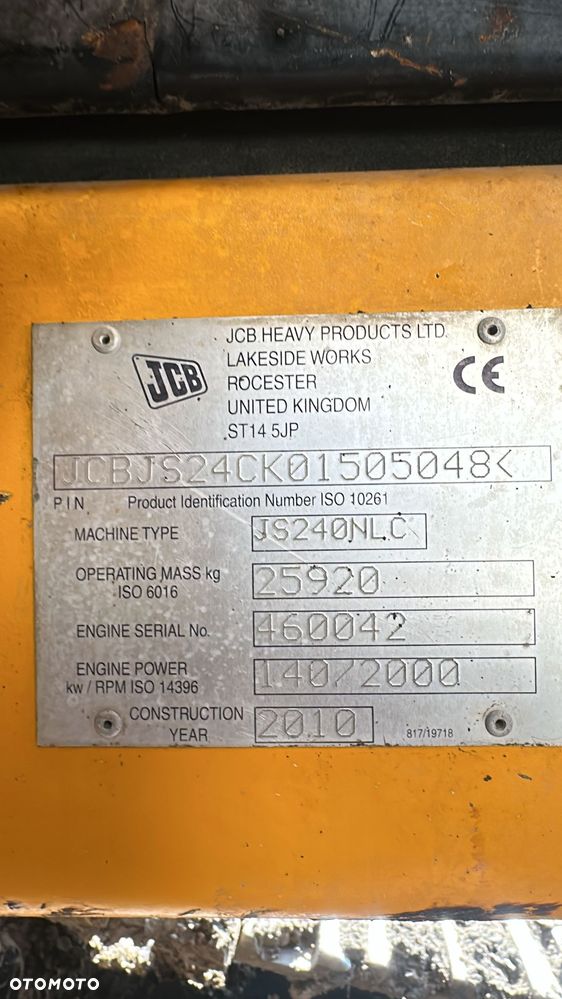 JCB HEAVY PRODUCTS LTD.
LAKESIDE WORKS
ROCESTER
UNITED KINGDOM
ST14 5JP
JCB
CE
JCBJS24CK01505048<
PIN Product Identification Number ISO 10261
MACHINE TYPE JS240NLC
OPERATING MASS kg
ISO 6016
25920
ENGINE SERIAL No. 460042
ENGINE POWER
kw / RPM ISO 14396
140/2000
CONSTRUCTION
YEAR
2010
817/19718
OTOMOTO